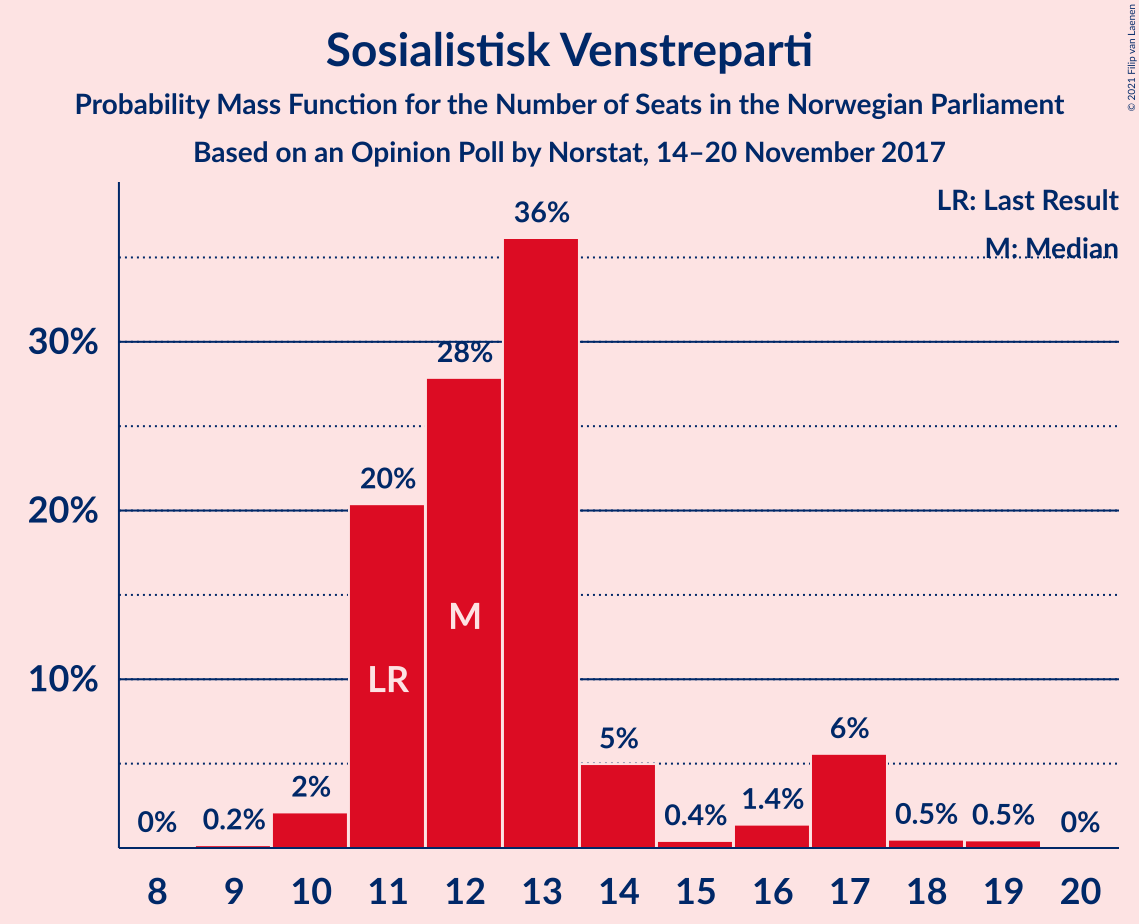 Sosialistisk Venstreparti
Probability Mass Function for the Number of Seats in the Norwegian Parliament
Based on an Opinion Poll by Norstat, 14–20 November 2017
© 2021 Filip van Laenen
LR: Last Result
M: Median
30%
20%
10%
0%
0.2%
2%
20%
28%
36%
5%
0.4%
1.4%
6%
0.5%
0.5%
0%
LR
M
8 9 10 11 12 13 14 15 16 17 18 19 20